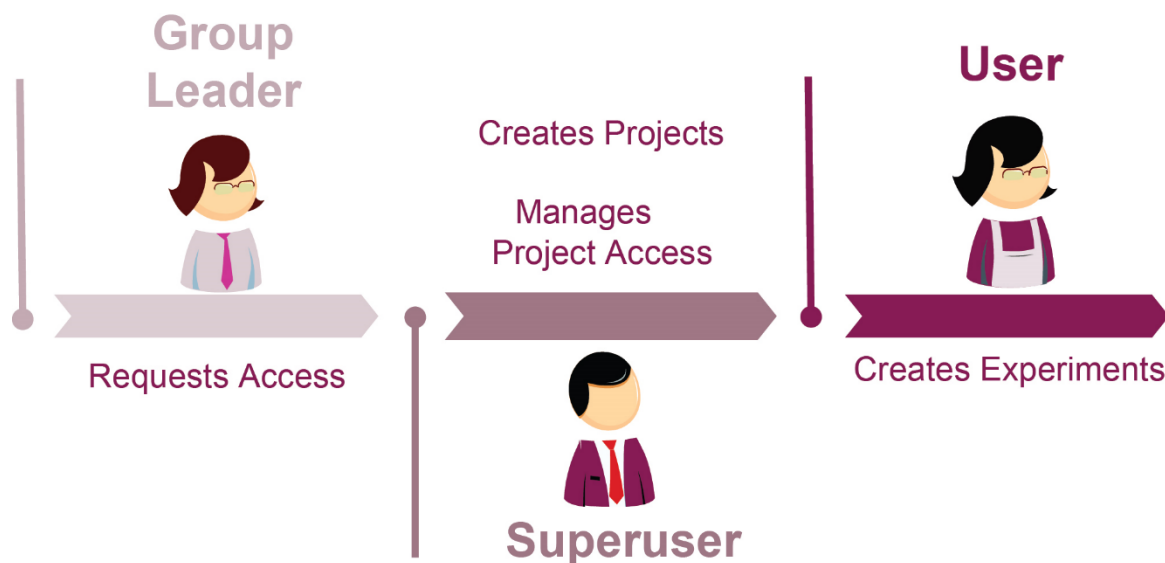 Group
Leader
Requests Access
Creates Projects
Manages
Project Access
Superuser
User
Creates Experiments